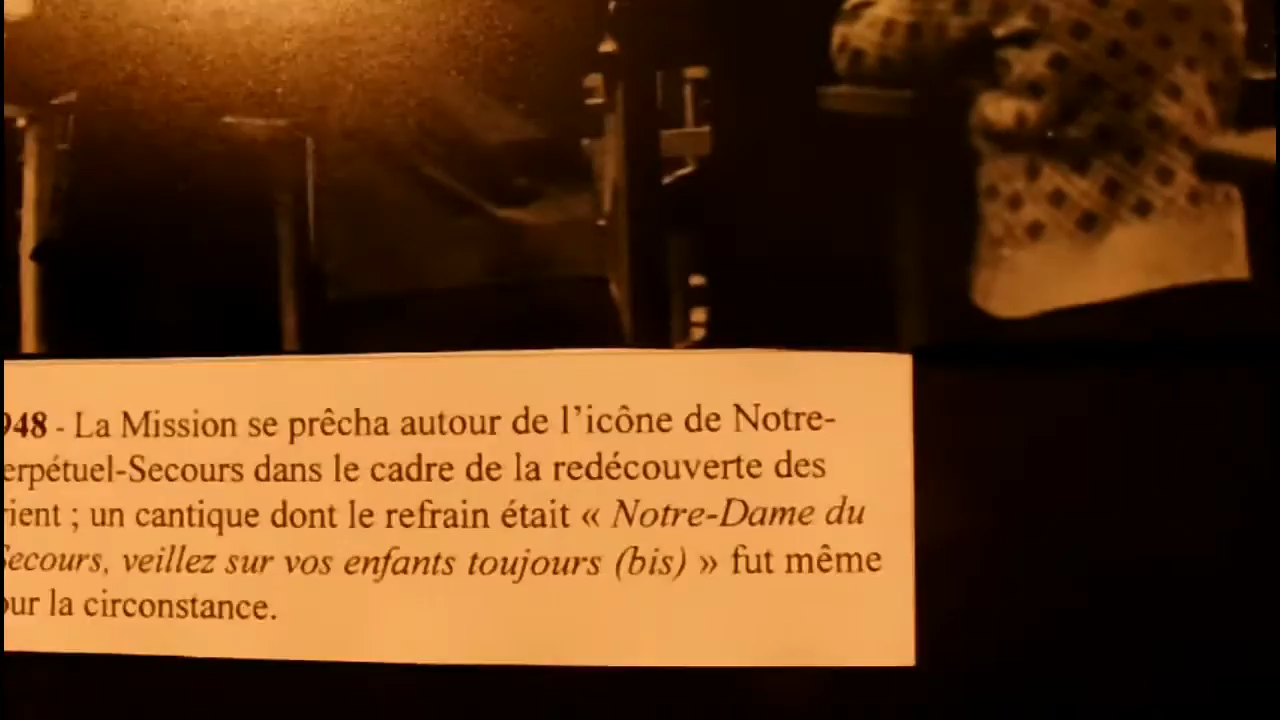 948 - La Mission se prêcha autour de l'icône de Notre-
erpétuel-Secours dans le cadre de la redécouverte des
rient ; un cantique dont le refrain était « Notre-Dame du
Secours, veillez sur vos enfants toujours (bis) » fut même
our la circonstance.